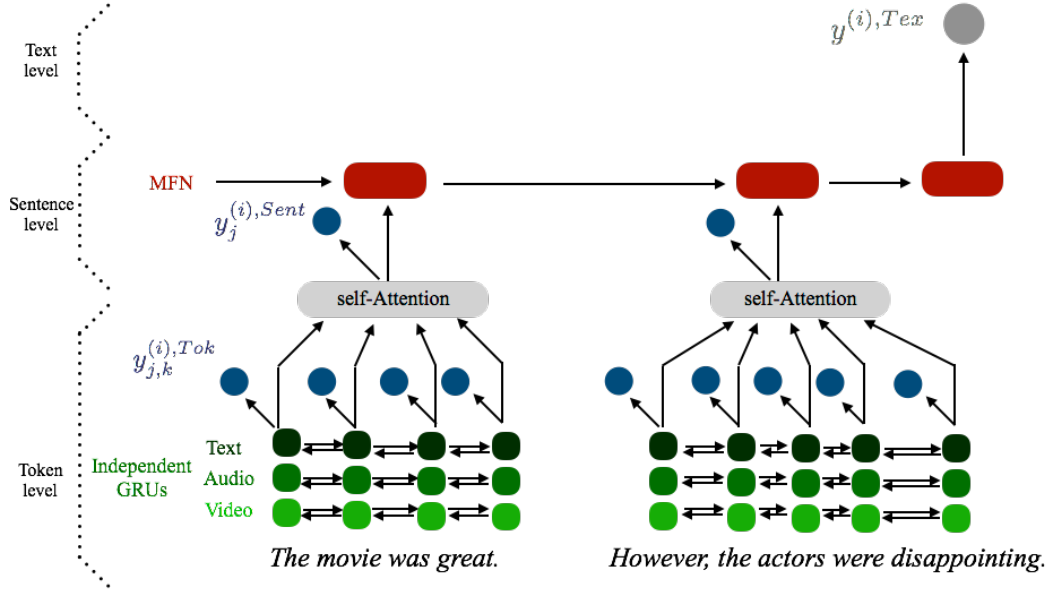 y^{(i),Tex}
Text
level
MFN
Sentence
level
y_j^{(i),Sent}
self-Attention
self-Attention
y_{j,k}^{(i),Tok}
Text
Independent
GRUs
Audio
Token
level
Video
The movie was great.
However, the actors were disappointing.